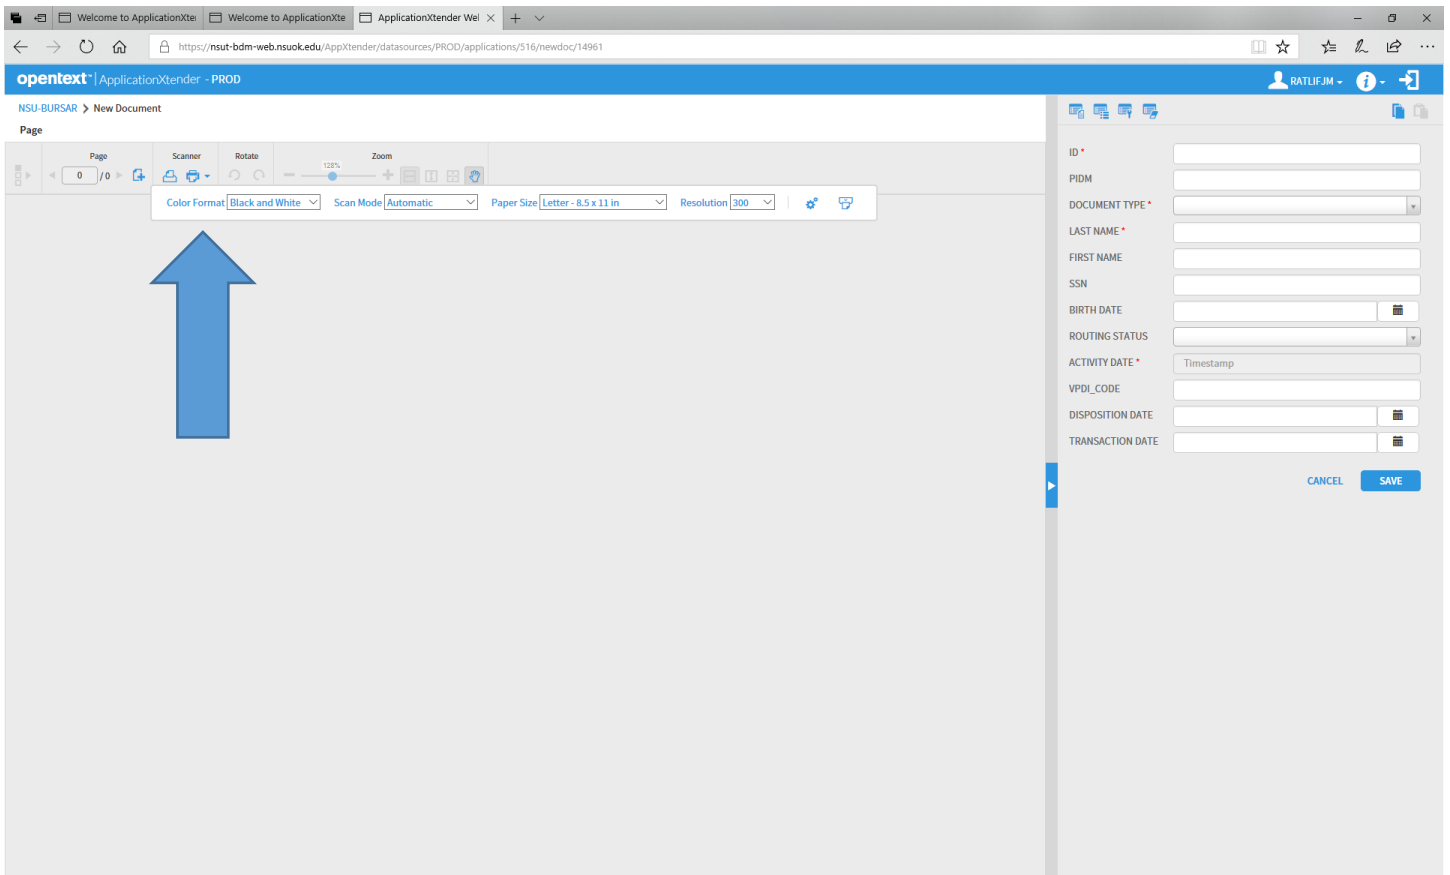 Welcome to ApplicationXter
Welcome to ApplicationXte
ApplicationXtender Wel
https://nsut-bdm-web.nsuok.edu/AppXtender/datasources/PROD/applications/516/newdoc/14961
opentext™ | ApplicationXtender - PROD
RATLIFJM
NSU-BURSAR > New Document
Page
Page
Scanner
Rotate
Zoom
128%
0 / 0
Color Format Black and White
Scan Mode Automatic
Paper Size Letter - 8.5 x 11 in
Resolution 300
ID *
PIDM
DOCUMENT TYPE *
LAST NAME *
FIRST NAME
SSN
BIRTH DATE
ROUTING STATUS
ACTIVITY DATE * Timestamp
VPDI_CODE
DISPOSITION DATE
TRANSACTION DATE
CANCEL
SAVE